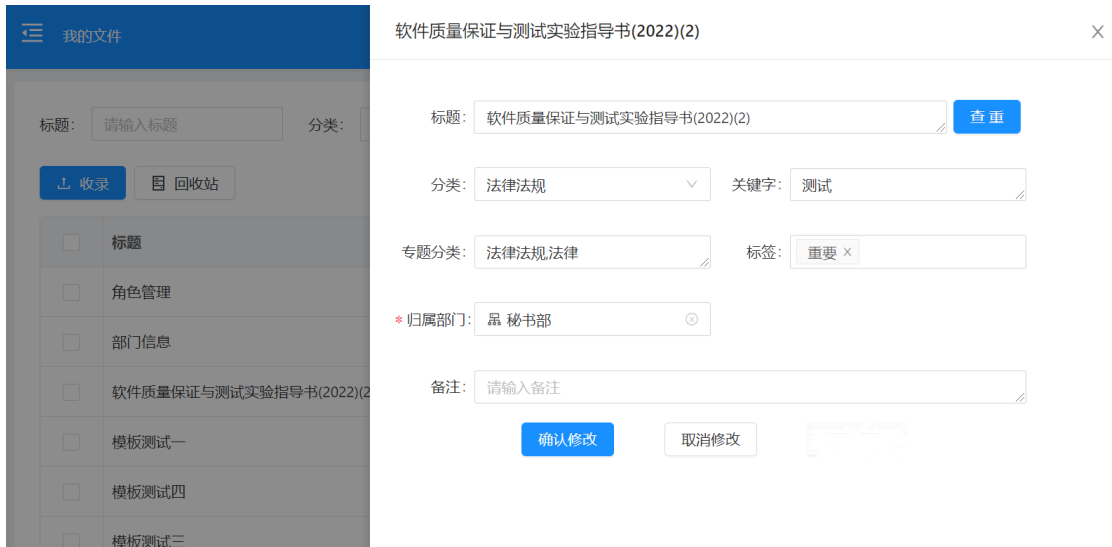 我的文件
标题: 请输入标题 分类:
收录 回收站
标题
角色管理
部门信息
软件质量保证与测试实验指导书(2022)(2
模板测试一
模板测试四
模板测试三
软件质量保证与测试实验指导书(2022)(2)
标题: 软件质量保证与测试实验指导书(2022)(2) 查重
分类: 法律法规 关键字: 测试
专题分类: 法律法规,法律 标签: 重要 x
* 归属部门: 秘书部
备注: 请输入备注
确认修改 取消修改